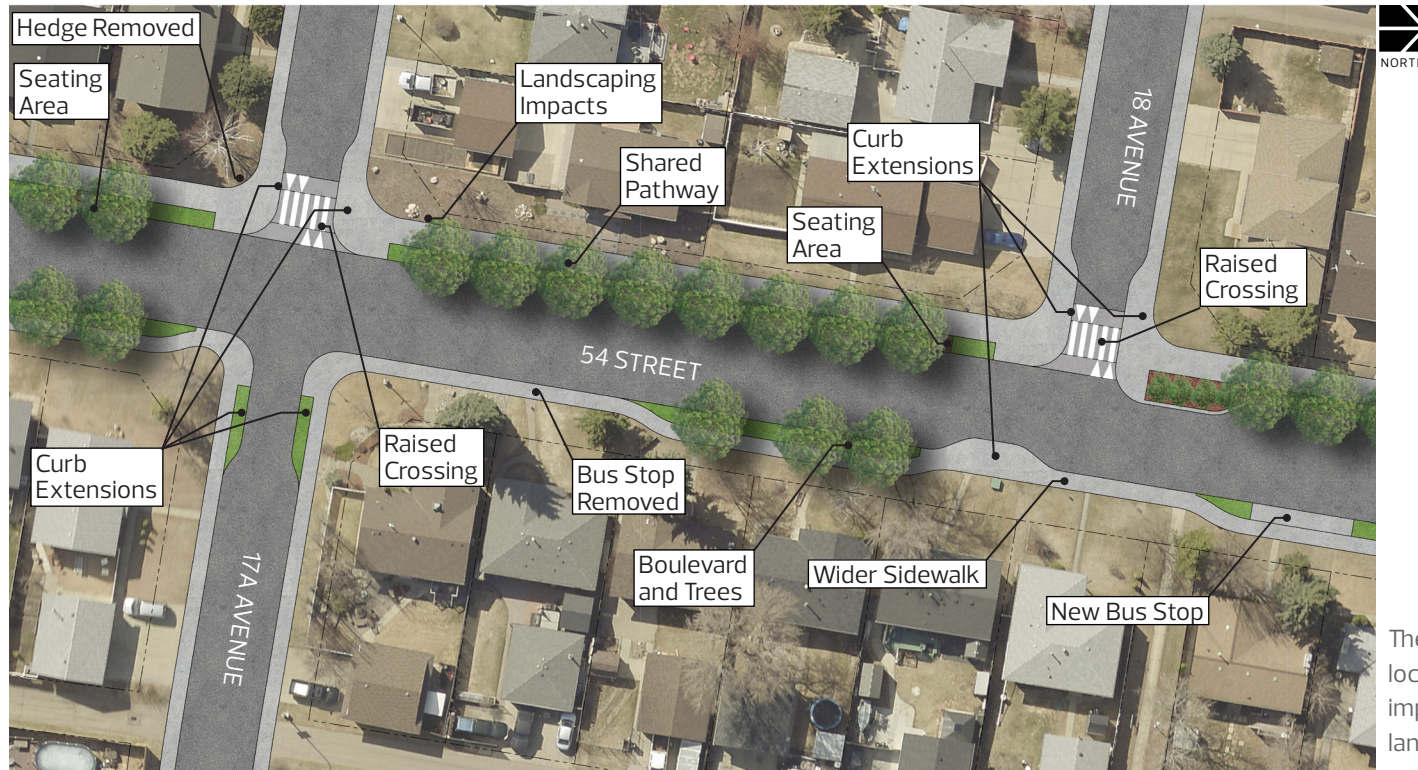 Hedge Removed
Seating
Area
Landscaping
Impacts
Shared
Pathway
Curb
Extensions
Seating
Area
18 AVENUE
Raised
Crossing
54 STREET
Curb
Extensions
Raised
Crossing
Bus Stop
Removed
Boulevard
and Trees
Wider Sidewalk
New Bus Stop
17A AVENUE